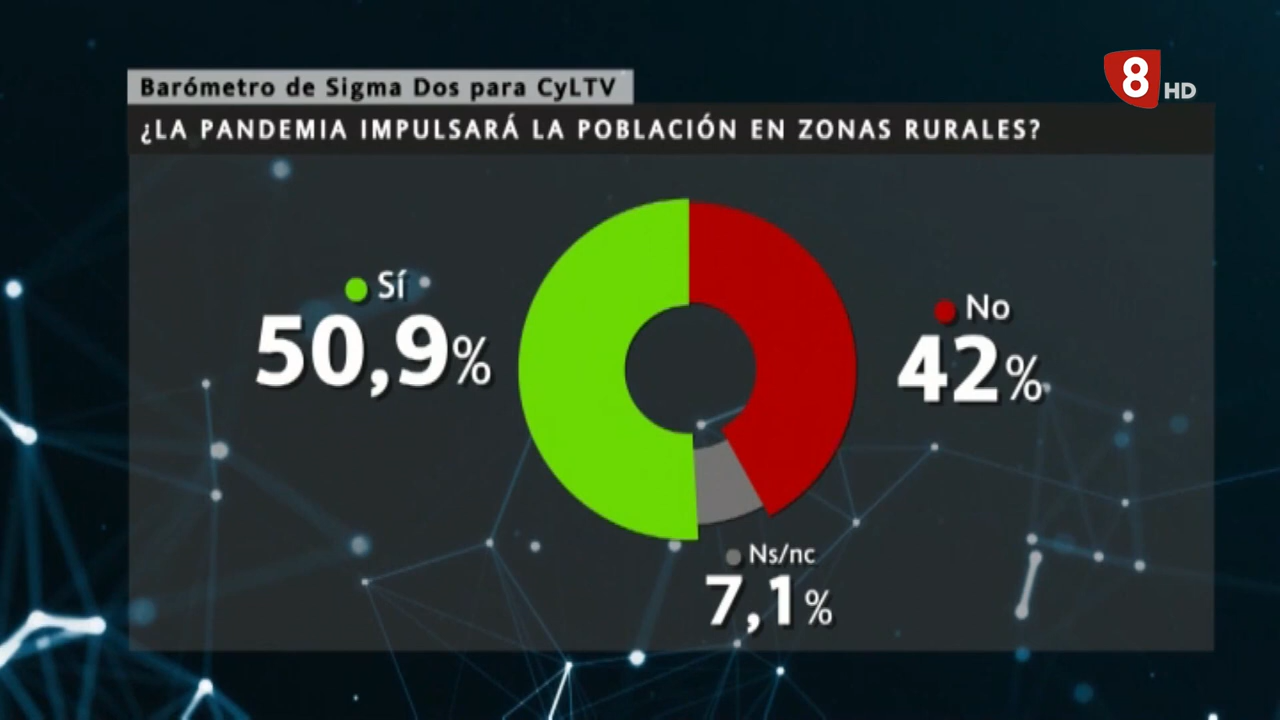 Barómetro de Sigma Dos para CyLTV
8 HD
¿LA PANDEMIA IMPULSARÁ LA POBLACIÓN EN ZONAS RURALES?
Sí
50,9%
No
42%
Ns/nc
7,1%